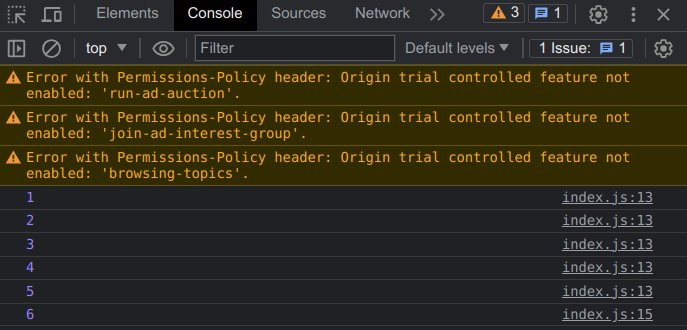 Elements Console Sources Network 3 1
top Filter Default levels 1 Issue: 1
Error with Permissions-Policy header: Origin trial controlled feature not
enabled: 'run-ad-auction'.
Error with Permissions-Policy header: Origin trial controlled feature not
enabled: 'join-ad-interest-group'.
Error with Permissions-Policy header: Origin trial controlled feature not
enabled: 'browsing-topics'.
1 index.js:13
2 index.js:13
3 index.js:13
4 index.js:13
5 index.js:13
6 index.js:15